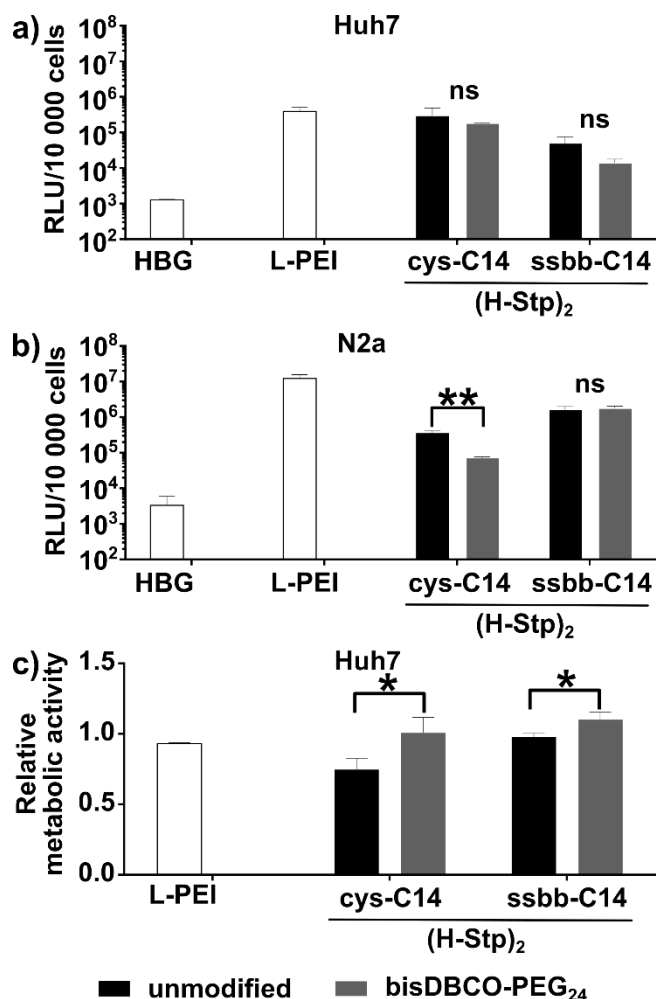 a) Huh7
RLU/10 000 cells
10⁸
10⁷
10⁶
10⁵
10⁴
10³
10²
ns
ns
HBG L-PEI cys-C14 ssbb-C14
(H-Stp)₂
b) N2a
RLU/10 000 cells
10⁸
10⁷
10⁶
10⁵
10⁴
10³
10²
**
ns
HBG L-PEI cys-C14 ssbb-C14
(H-Stp)₂
c) Huh7
Relative
metabolic activity
1.5
1.0
0.5
0.0
*
*
L-PEI cys-C14 ssbb-C14
(H-Stp)₂
unmodified bisDBCO-PEG₂₄